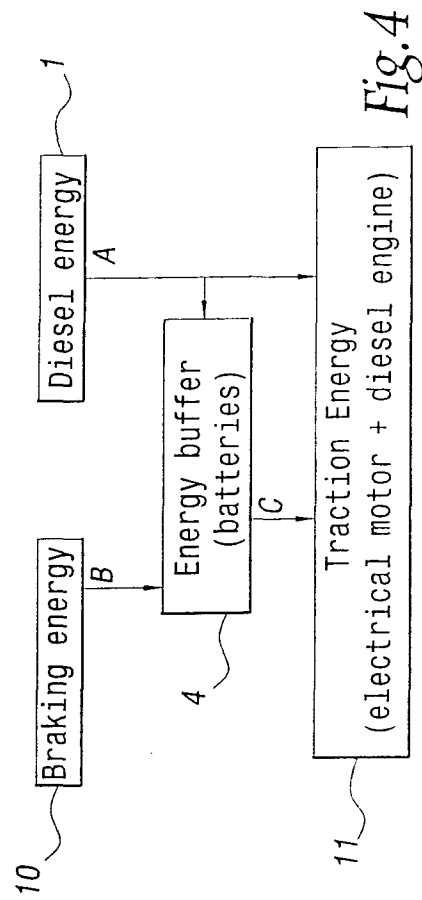 10
Braking energy
Diesel energy
1
B
A
Energy buffer
(batteries)
4
C
Traction Energy
(electrical motor + diesel engine)
11
Fig.4